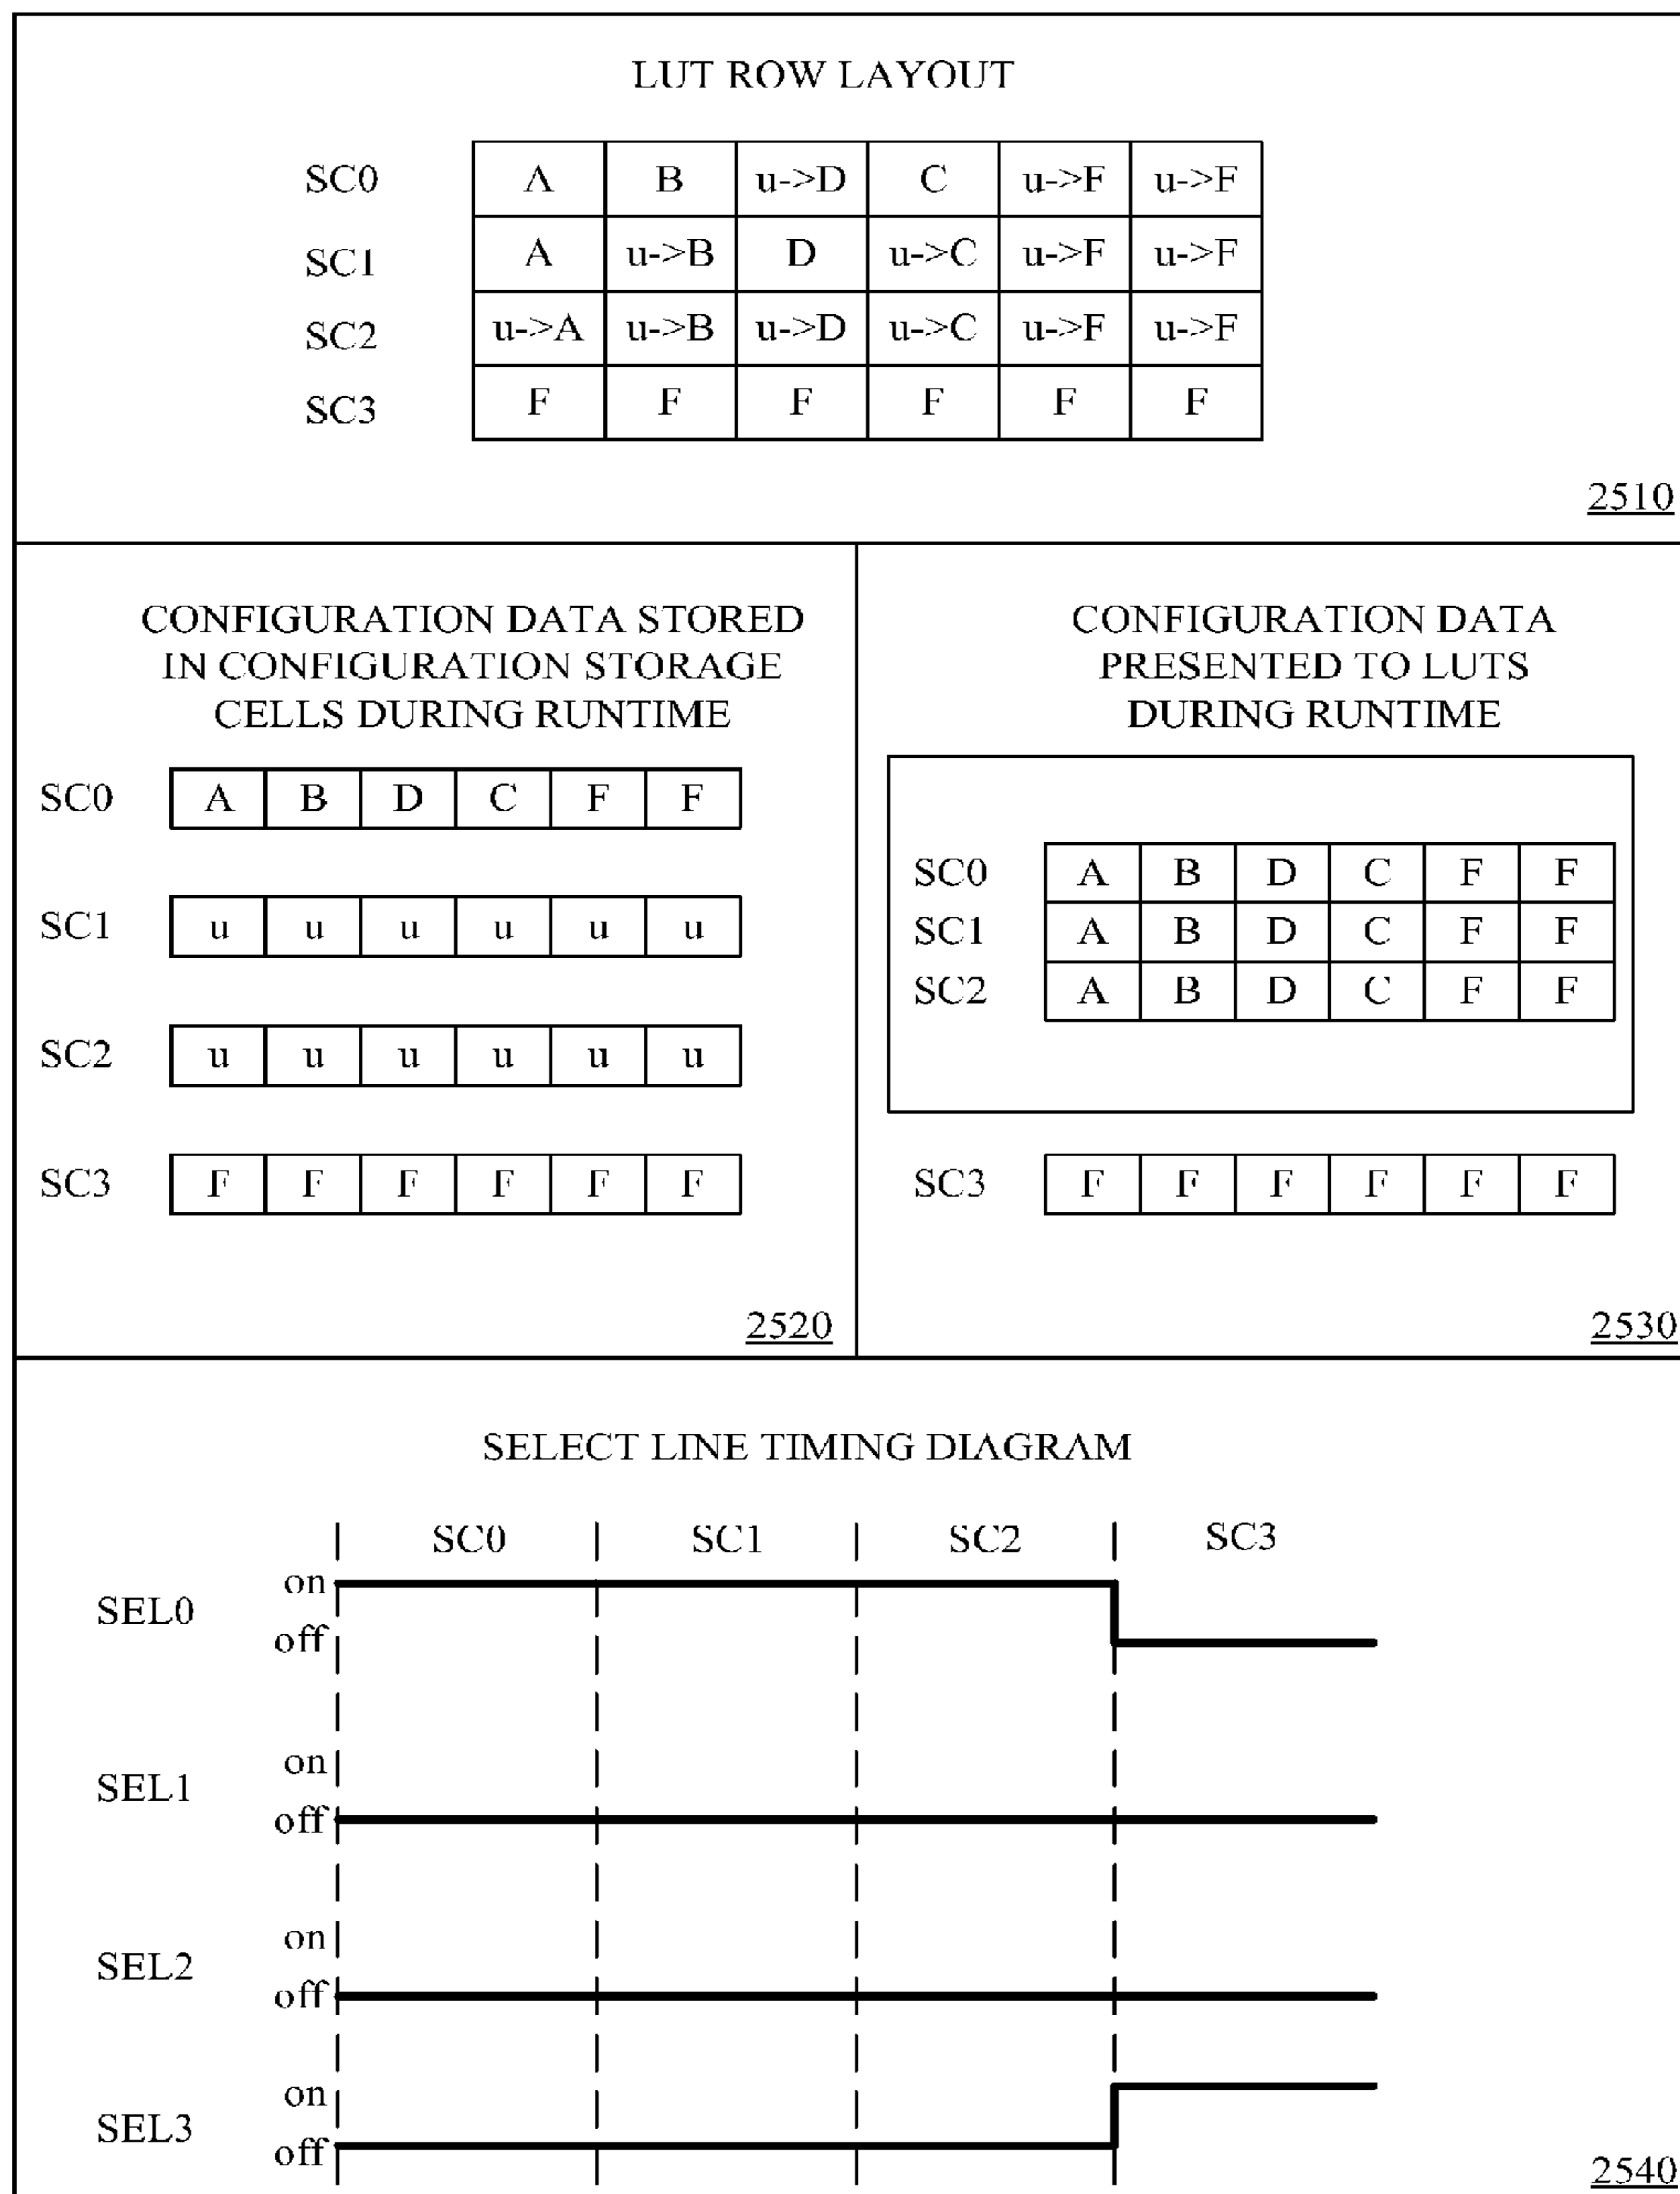 LUT ROW LAYOUT
SC0 A B u->D C u->F u->F
SC1 A u->B D u->C u->F u->F
SC2 u->A u->B u->D u->C u->F u->F
SC3 F F F F F F
2510
CONFIGURATION DATA STORED
IN CONFIGURATION STORAGE
CELLS DURING RUNTIME
SC0 A B D C F F
SC1 u u u u u u
SC2 u u u u u u
SC3 F F F F F F
2520
CONFIGURATION DATA
PRESENTED TO LUTS
DURING RUNTIME
SC0 A B D C F F
SC1 A B D C F F
SC2 A B D C F F
SC3 F F F F F F
2530
SELECT LINE TIMING DIAGRAM
SC0 SC1 SC2 SC3
SEL0 on
off
SEL1 on
off
SEL2 on
off
SEL3 on
off
2540